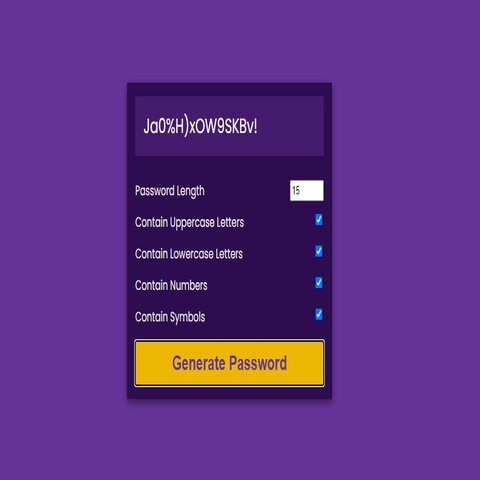 Ja0%H)xOW9SKBv!
Password Length 15
Contain Uppercase Letters
Contain Lowercase Letters
Contain Numbers
Contain Symbols
Generate Password